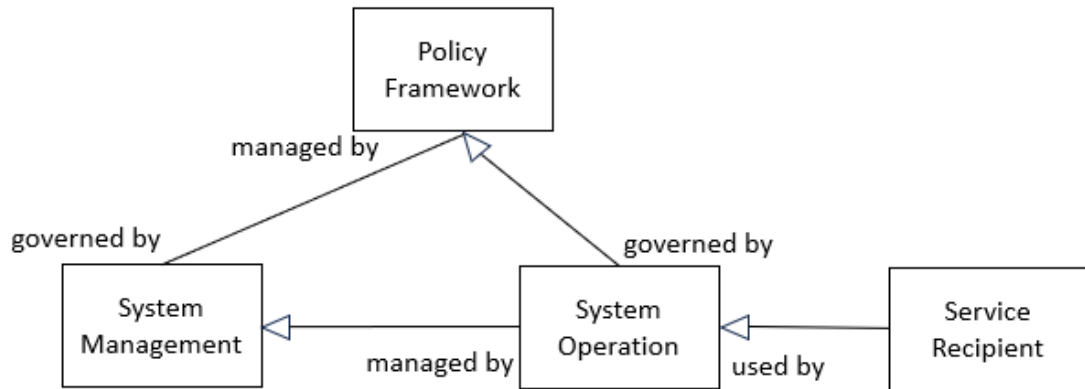 Policy
Framework
managed by
governed by
governed by
System
Management
System
Operation
Service
Recipient
managed by
used by